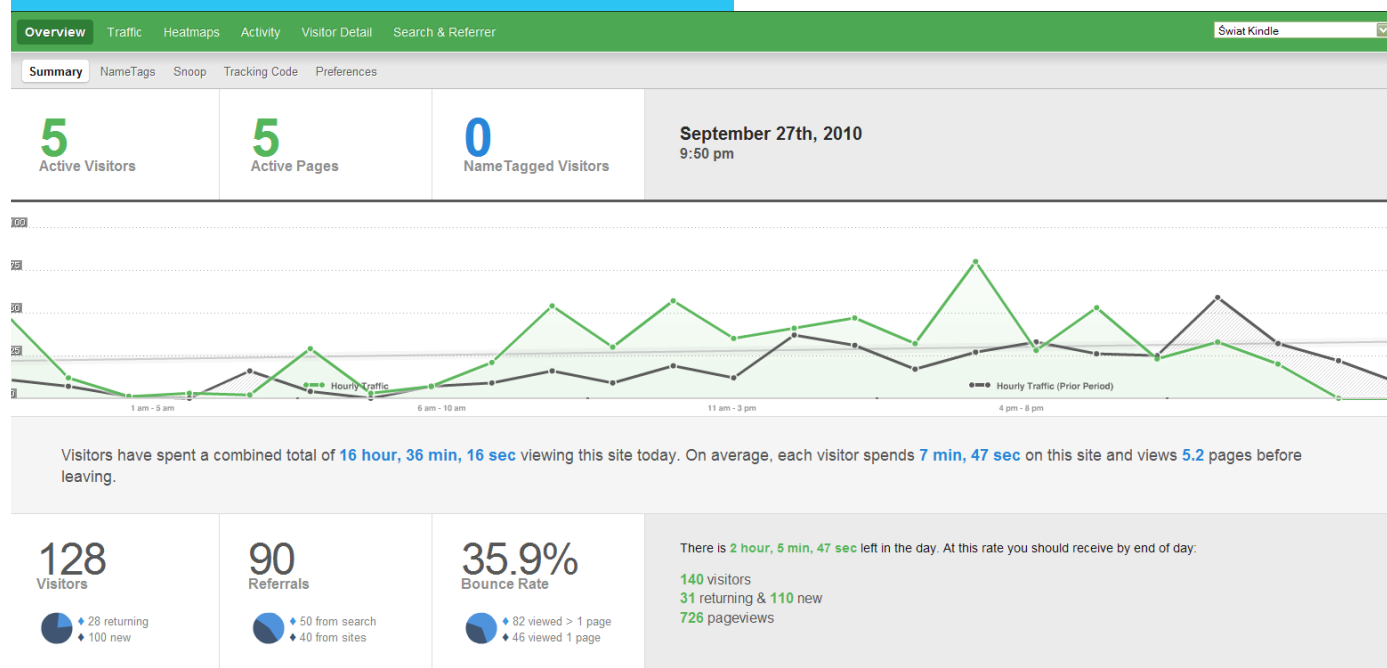 Overview Traffic Heatmaps Activity Visitor Detail Search & Referrer Świat Kindle
Summary NameTags Snoop Tracking Code Preferences
5
Active Visitors
5
Active Pages
0
NameTagged Visitors
September 27th, 2010
9:50 pm
100
75
50
25
0
Hourly Traffic
Hourly Traffic (Prior Period)
1 am - 5 am 6 am - 10 am 11 am - 3 pm 4 pm - 8 pm
Visitors have spent a combined total of 16 hour, 36 min, 16 sec viewing this site today. On average, each visitor spends 7 min, 47 sec on this site and views 5.2 pages before
leaving.
128
Visitors
28 returning
100 new
90
Referrals
50 from search
40 from sites
35.9%
Bounce Rate
82 viewed > 1 page
46 viewed 1 page
There is 2 hour, 5 min, 47 sec left in the day. At this rate you should receive by end of day:
140 visitors
31 returning & 110 new
726 pageviews